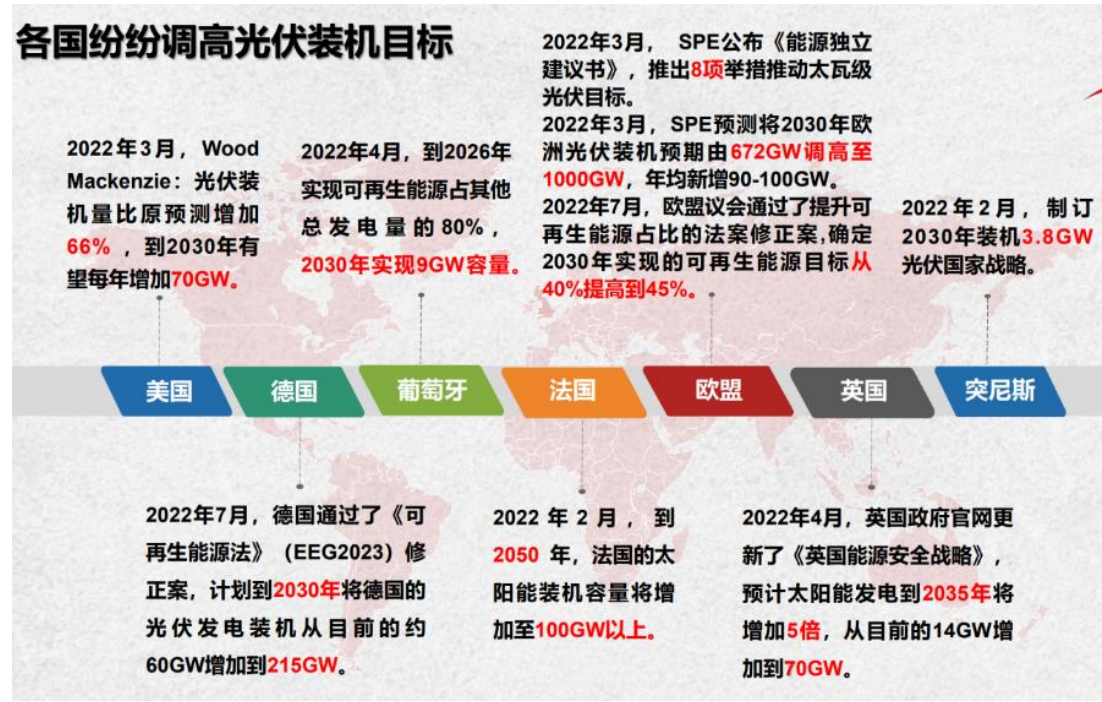 各国纷纷调高光伏装机目标
2022年3月，Wood
Mackenzie：光伏装
机量比原预测增加
66%，到2030年有
望每年增加70GW。
2022年4月，到2026年
实现可再生能源占其他
总发电量的80%，
2030年实现9GW容量。
2022年3月， SPE公布《能源独立
建议书》，推出8项举措推动太瓦级
光伏目标。
2022年3月，SPE预测将2030年欧
洲光伏装机预期由672GW调高至
1000GW，年均新增90-100GW。
2022年7月，欧盟议会通过了提升可
再生能源占比的法案修正案,确定
2030年实现的可再生能源目标从
40%提高到45%。
2022年2月，制订
2030年装机3.8GW
光伏国家战略。
美国
德国
葡萄牙
法国
欧盟
英国
突尼斯
2022年7月，德国通过了《可
再生能源法》（EEG2023）修
正案，计划到2030年将德国的
光伏发电装机从目前的约
60GW增加到215GW。
2022年2月，到
2050年，法国的太
阳能装机容量将增
加至100GW以上。
2022年4月，英国政府官网更
新了《英国能源安全战略》，
预计太阳能发电到2035年将
增加5倍，从目前的14GW增
加到70GW。